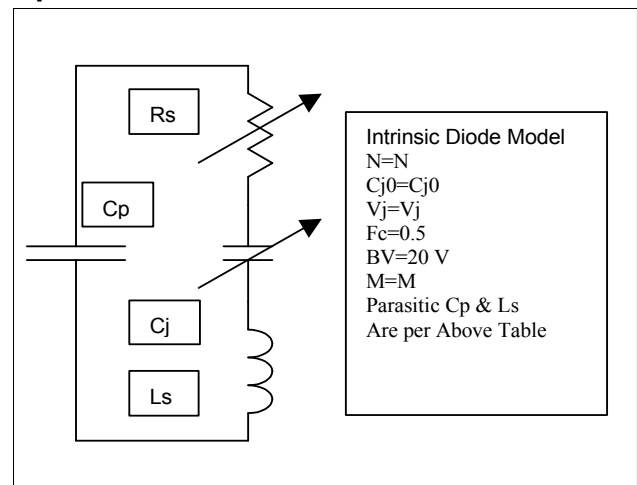 Rs
Cp
Cj
Ls
Intrinsic Diode Model
N=N
Cj0=Cj0
Vj=Vj
Fc=0.5
BV=20 V
M=M
Parasitic Cp & Ls
Are per Above Table